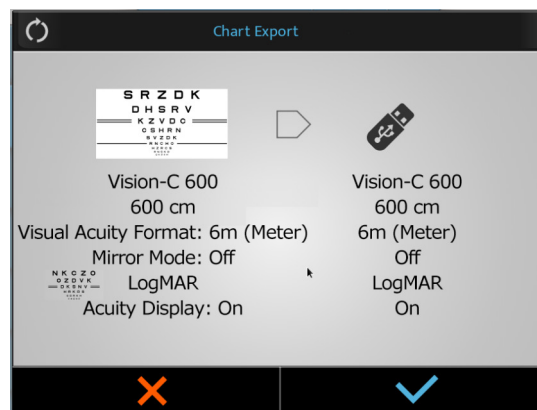 Chart Export
S R Z D K
D H S R V
K Z V D C
C S H R N
S V Z D K
Vision-C 600
600 cm
Visual Acuity Format: 6m (Meter)
Mirror Mode: Off
LogMAR
Acuity Display: On
N K C Z O
O Z D V K
D K S N V
Vision-C 600
600 cm
6m (Meter)
Off
LogMAR
On